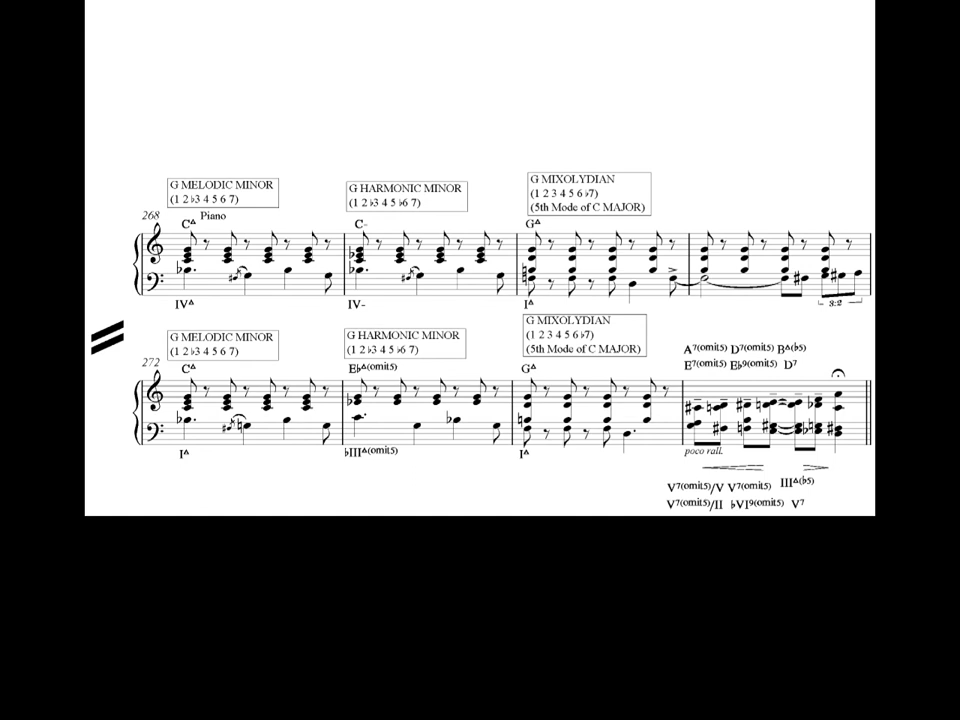 G MELODIC MINOR
(1 2 ♭3 4 5 6 7)
G HARMONIC MINOR
(1 2 ♭3 4 5 ♭6 7)
G MIXOLYDIAN
(1 2 3 4 5 6 ♭7)
(5th Mode of C MAJOR)
268
Piano
C△
C-
G△
IV△
IV-
I△
3:2
G MELODIC MINOR
(1 2 ♭3 4 5 6 7)
G HARMONIC MINOR
(1 2 ♭3 4 5 ♭6 7)
G MIXOLYDIAN
(1 2 3 4 5 6 ♭7)
(5th Mode of C MAJOR)
A7(omit5) D7(omit5) B△(♭5)
E7(omit5) E♭9(omit5) D7
272
C△
E♭△(omit5)
G△
I△
♭III△(omit5)
I△
poco rall.
V7(omit5)/V V7(omit5) III△(♭5)
V7(omit5)/II ♭VI9(omit5) V7